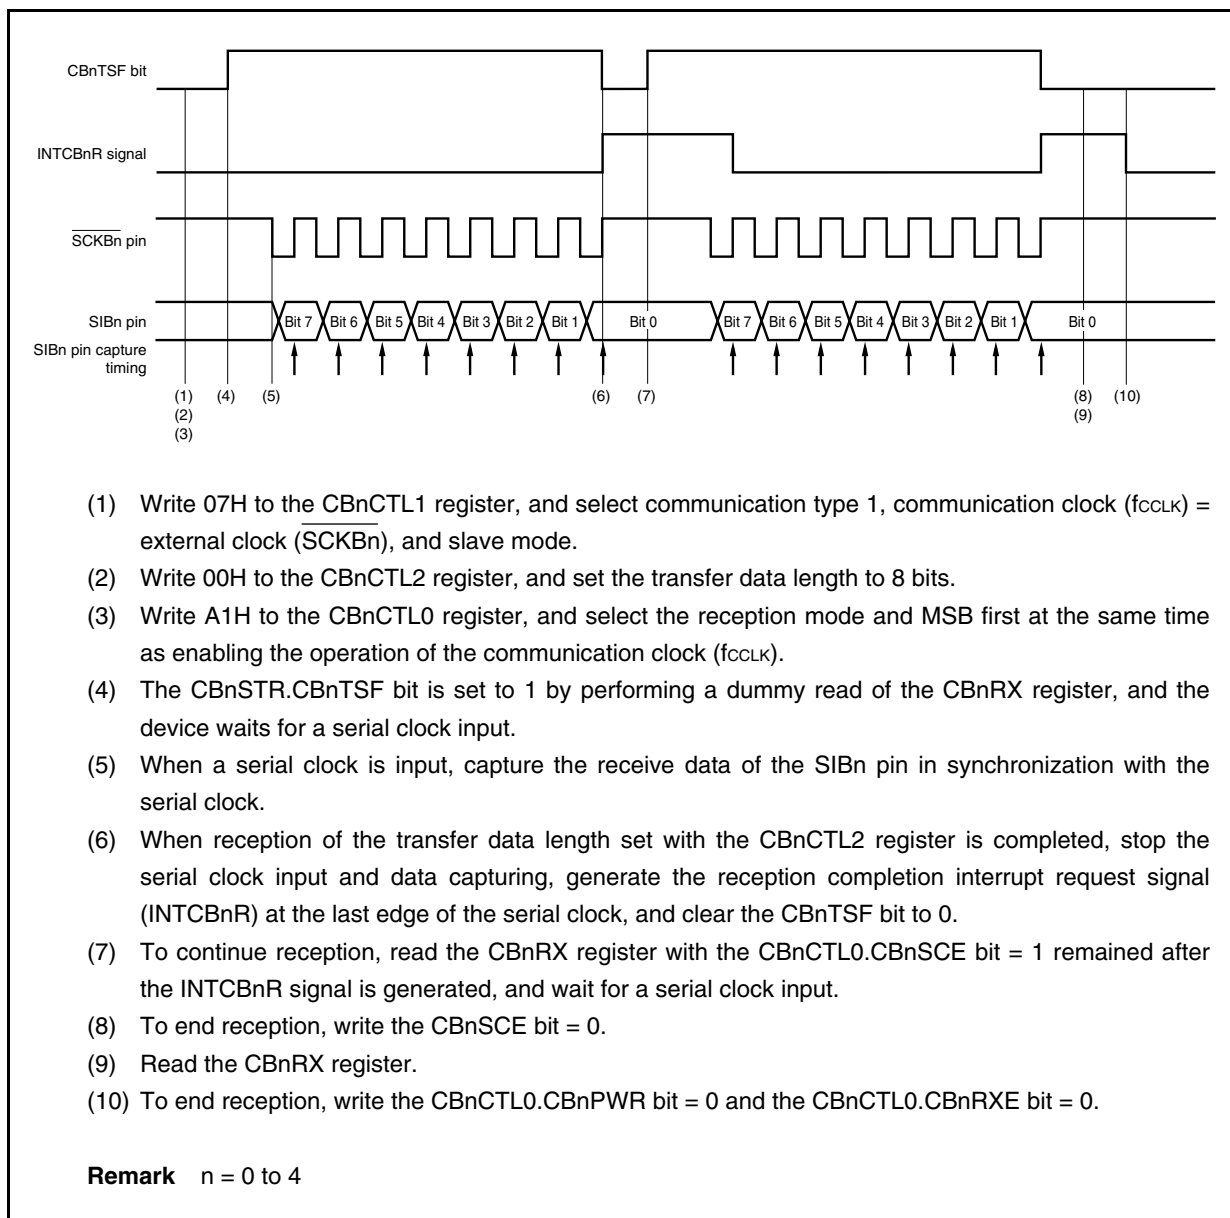 CBnTSF bit
INTCBnR signal
SCKBn pin
SIBn pin
Bit 7 Bit 6 Bit 5 Bit 4 Bit 3 Bit 2 Bit 1 Bit 0 Bit 7 Bit 6 Bit 5 Bit 4 Bit 3 Bit 2 Bit 1 Bit 0
SIBn pin capture
timing
(1) (4) (5) (6) (7) (8) (10)
(2) (9)
(3)
(1) Write 07H to the CBnCTL1 register, and select communication type 1, communication clock (fCCLK) =
external clock (SCKBn), and slave mode.
(2) Write 00H to the CBnCTL2 register, and set the transfer data length to 8 bits.
(3) Write A1H to the CBnCTL0 register, and select the reception mode and MSB first at the same time
as enabling the operation of the communication clock (fCCLK).
(4) The CBnSTR.CBnTSF bit is set to 1 by performing a dummy read of the CBnRX register, and the
device waits for a serial clock input.
(5) When a serial clock is input, capture the receive data of the SIBn pin in synchronization with the
serial clock.
(6) When reception of the transfer data length set with the CBnCTL2 register is completed, stop the
serial clock input and data capturing, generate the reception completion interrupt request signal
(INTCBnR) at the last edge of the serial clock, and clear the CBnTSF bit to 0.
(7) To continue reception, read the CBnRX register with the CBnCTL0.CBnSCE bit = 1 remained after
the INTCBnR signal is generated, and wait for a serial clock input.
(8) To end reception, write the CBnSCE bit = 0.
(9) Read the CBnRX register.
(10) To end reception, write the CBnCTL0.CBnPWR bit = 0 and the CBnCTL0.CBnRXE bit = 0.
Remark n = 0 to 4